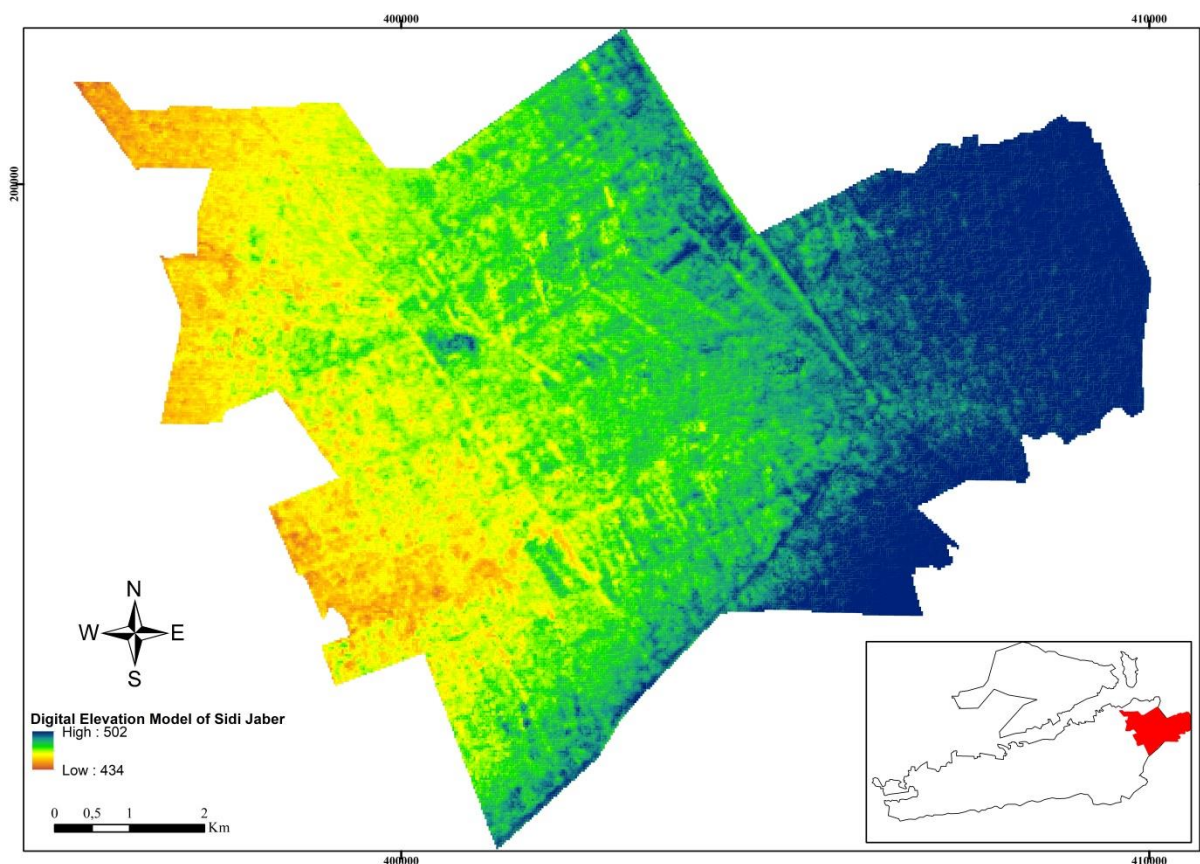 400000
410000
200000
200000
N
W
E
S
Digital Elevation Model of Sidi Jaber
High : 502
Low : 434
0 0,5 1 2
Km
400000
410000